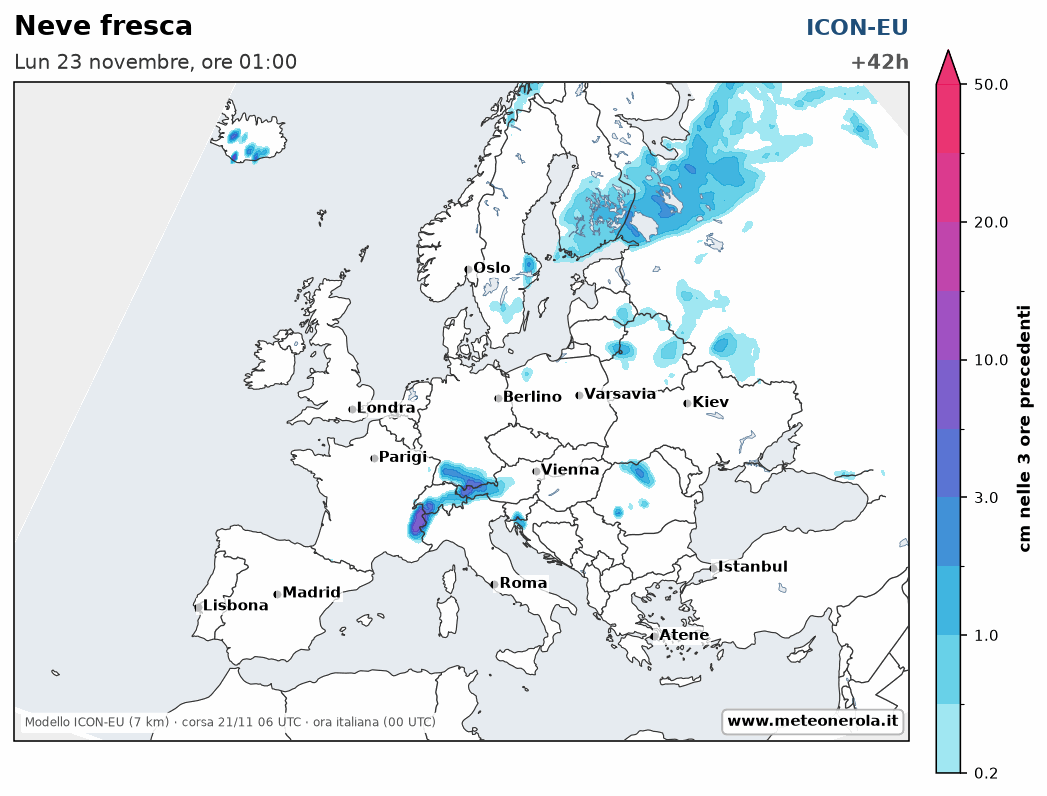 Neve fresca
ICON-EU
Lun 23 novembre, ore 01:00
+42h
50.0
20.0
10.0
3.0
1.0
0.2
cm nelle 3 ore precedenti
Oslo
Londra
Berlino
Varsavia
Kiev
Parigi
Vienna
Istanbul
Madrid
Roma
Lisbona
Atene
Modello ICON-EU (7 km) · corsa 21/11 06 UTC · ora italiana (00 UTC)
www.meteonerola.it